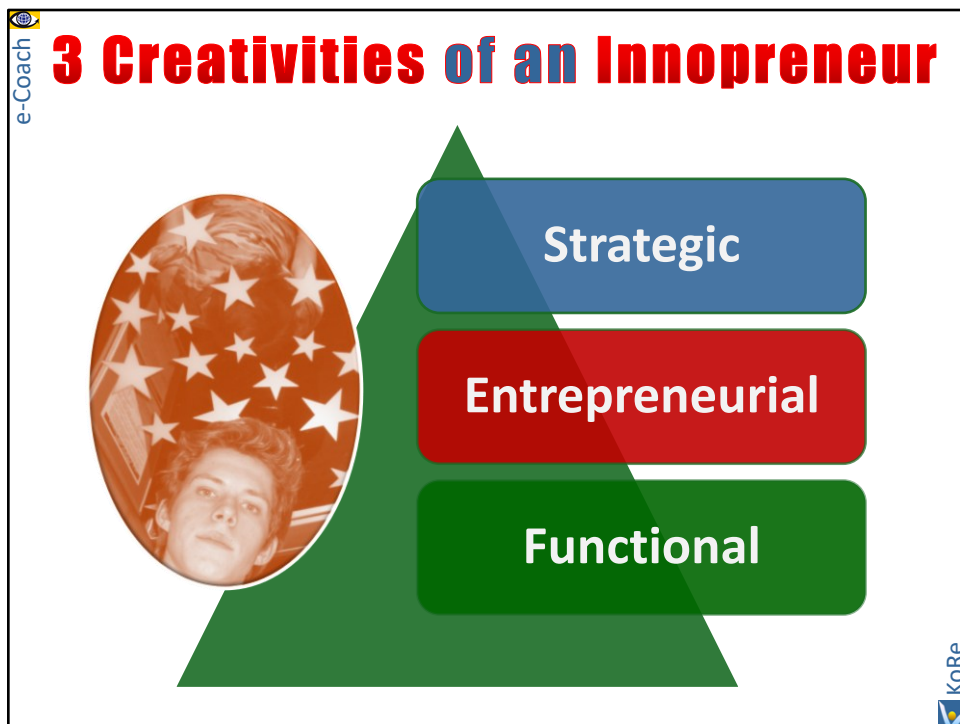 e-Coach
3 Creativities of an Innopreneur
Strategic
Entrepreneurial
Functional
KoRe